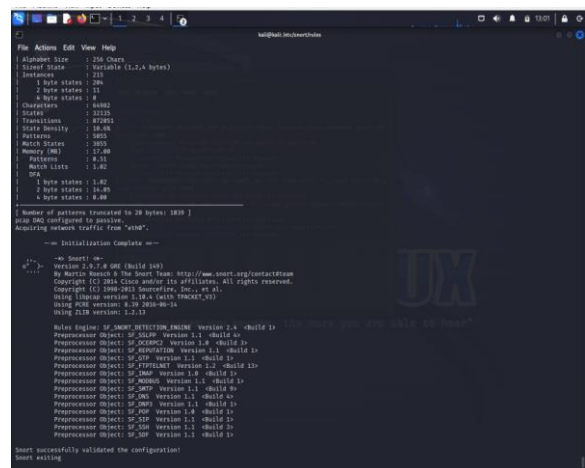 1 2 3 4
13:01
kali@kali: /etc/snort/rules
File Actions Edit View Help
| Alphabet Size : 256 Chars
| Sizeof State : Variable (1,2,4 bytes)
| Instances : 215
| 1 byte states : 204
| 2 byte states : 11
| 4 byte states : 0
| Characters : 64982
| States : 32135
| Transitions : 872051
| State Density : 10.6%
| Patterns : 5055
| Match States : 3855
| Memory (MB) : 17.00
| Patterns : 0.51
| Match Lists : 1.02
| DFA
| 1 byte states : 1.02
| 2 byte states : 14.05
| 4 byte states : 0.00
[ Number of patterns truncated to 20 bytes: 1039 ]
pcap DAQ configured to passive.
Acquiring network traffic from "eth0".
--== Initialization Complete ==--
,,_ -*> Snort! <*-
o" )~ Version 2.9.7.0 GRE (Build 149)
'''' By Martin Roesch & The Snort Team: http://www.snort.org/contact#team
Copyright (C) 2014 Cisco and/or its affiliates. All rights reserved.
Copyright (C) 1998-2013 Sourcefire, Inc., et al.
Using libpcap version 1.10.4 (with TPACKET_V3)
Using PCRE version: 8.39 2016-06-14
Using ZLIB version: 1.2.13
Rules Engine: SF_SNORT_DETECTION_ENGINE Version 2.4 <Build 1>
Preprocessor Object: SF_SSLPP Version 1.1 <Build 4>
Preprocessor Object: SF_DCERPC2 Version 1.0 <Build 3>
Preprocessor Object: SF_REPUTATION Version 1.1 <Build 1>
Preprocessor Object: SF_GTP Version 1.1 <Build 1>
Preprocessor Object: SF_FTPTELNET Version 1.2 <Build 13>
Preprocessor Object: SF_IMAP Version 1.0 <Build 1>
Preprocessor Object: SF_MODBUS Version 1.1 <Build 1>
Preprocessor Object: SF_SMTP Version 1.1 <Build 9>
Preprocessor Object: SF_DNS Version 1.1 <Build 4>
Preprocessor Object: SF_DNP3 Version 1.1 <Build 1>
Preprocessor Object: SF_POP Version 1.0 <Build 1>
Preprocessor Object: SF_SIP Version 1.1 <Build 1>
Preprocessor Object: SF_SSH Version 1.1 <Build 3>
Preprocessor Object: SF_SDF Version 1.1 <Build 1>
Snort successfully validated the configuration!
Snort exiting